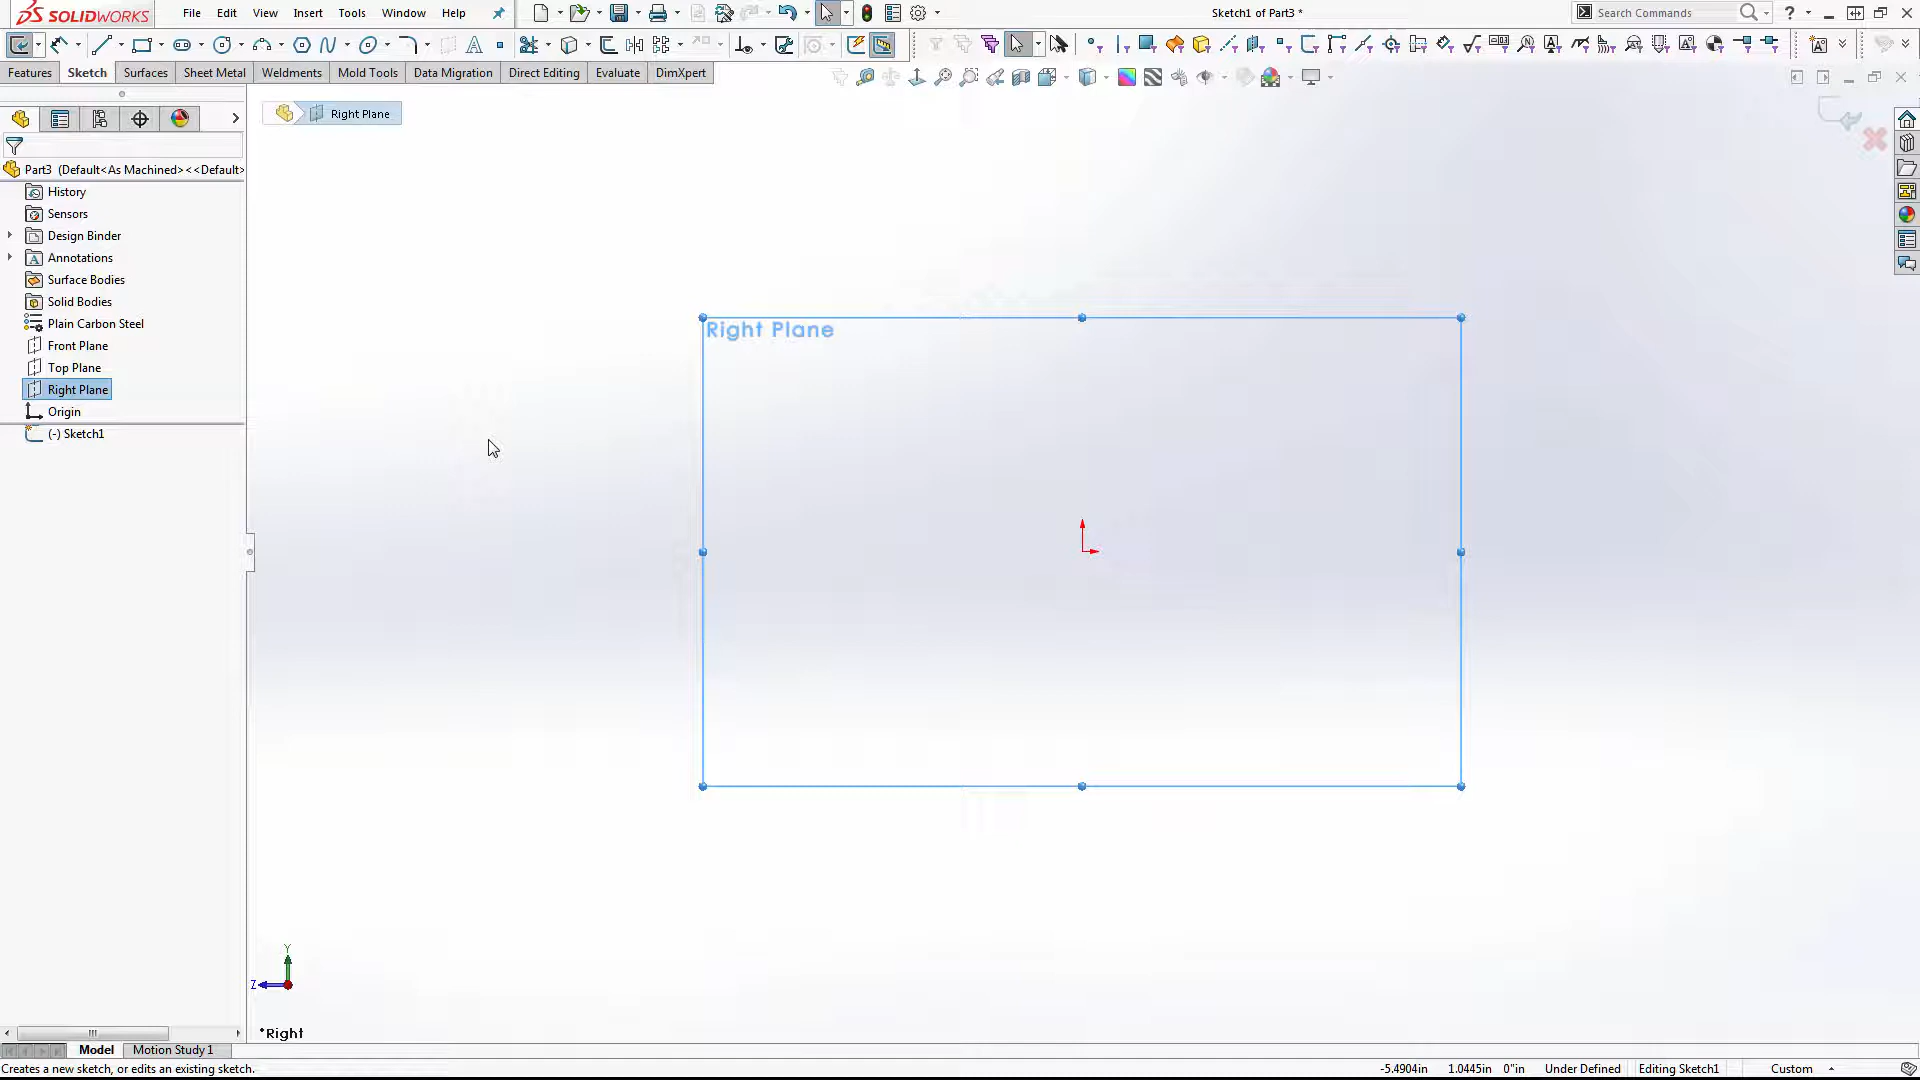 SOLIDWORKS File Edit View Insert Tools Window Help Sketch1 of Part3 * Search Commands
Features Sketch Surfaces Sheet Metal Weldments Mold Tools Data Migration Direct Editing Evaluate DimXpert
Right Plane
Part3 (Default<As Machined><<Default>
History
Sensors
Design Binder
Annotations
Surface Bodies
Solid Bodies
Plain Carbon Steel
Front Plane
Top Plane
Right Plane
Origin
(-) Sketch1
Right Plane
Y
Z
*Right
Model Motion Study 1
Creates a new sketch, or edits an existing sketch. -5.4904in 1.0445in 0"in Under Defined Editing Sketch1 Custom